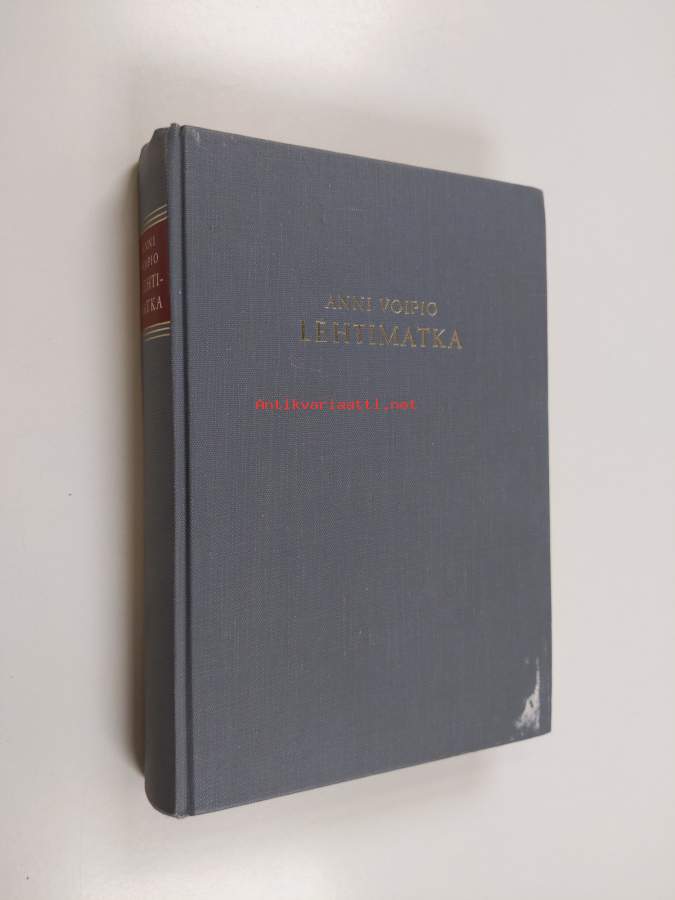 ANNI
VOIPIO
LEHTI-
MATKA
ANNI VOIPIO
LEHTIMATKA
Antikvariaatti.net